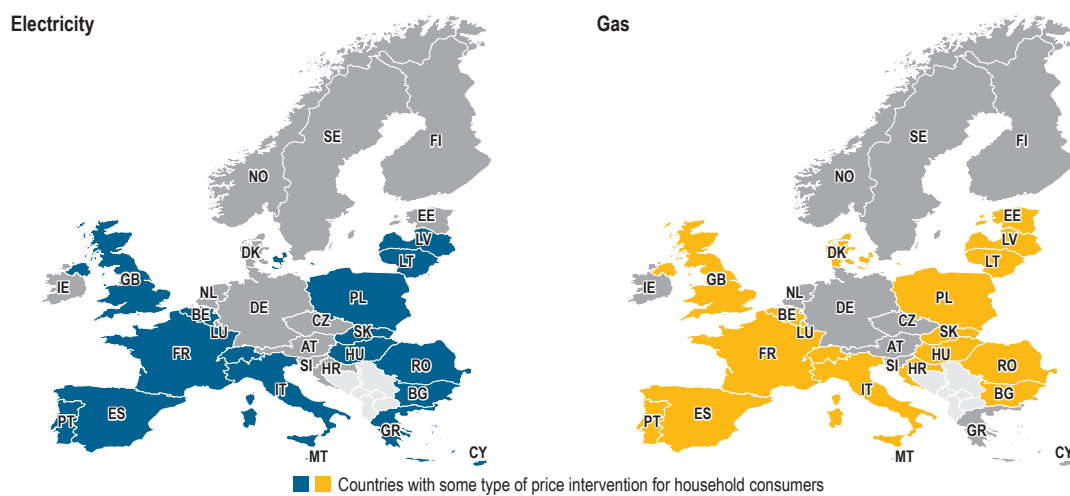 Electricity
SE
FI
NO
EE
LV
DK
LT
GB
IE
NL
PL
BE
DE
LU
CZ
SK
FR
AT
HU
SI
HR
RO
IT
BG
ES
PT
GR
MT
CY
Gas
SE
FI
NO
EE
LV
DK
LT
GB
IE
NL
PL
BE
DE
LU
CZ
SK
FR
AT
HU
SI
HR
RO
IT
BG
ES
PT
GR
MT
CY
Countries with some type of price intervention for household consumers